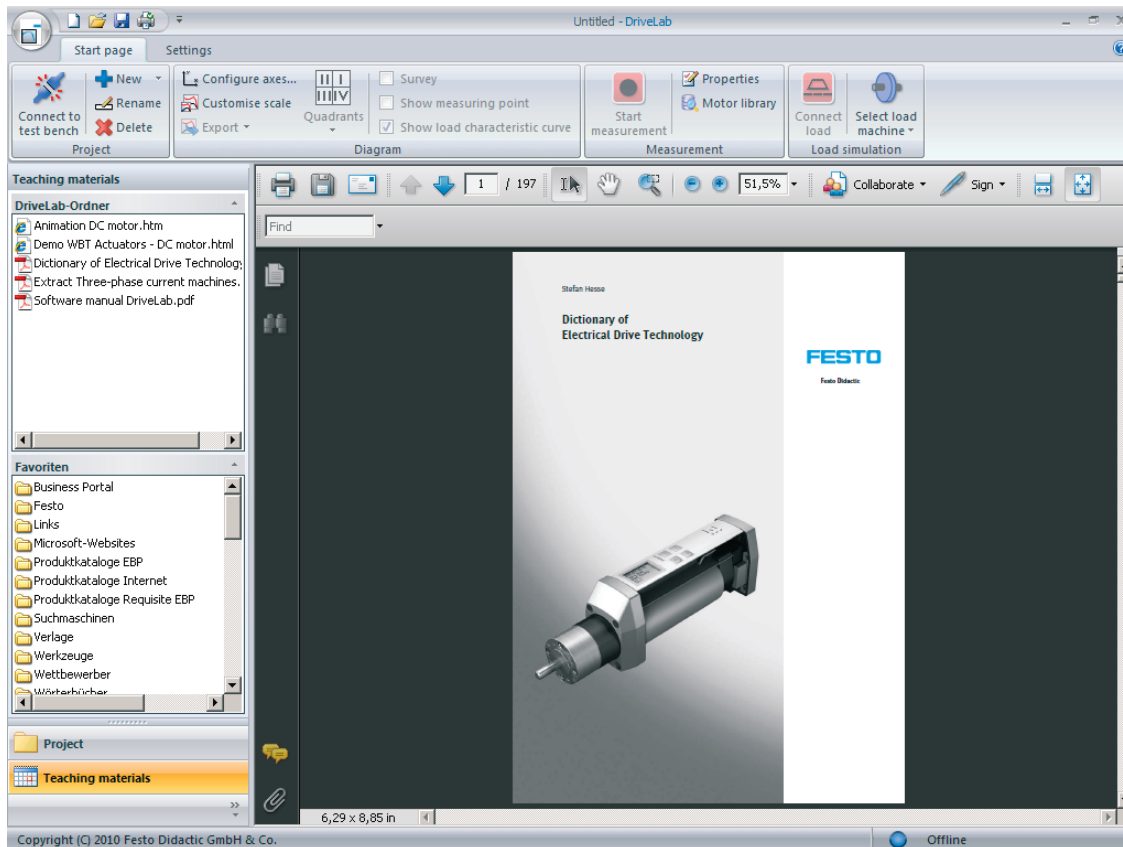 Untitled - DriveLab
Start page Settings
Connect to
test bench
New
Rename
Delete
Project
Configure axes...
Customise scale
Export
II I
III IV
Quadrants
Survey
Show measuring point
Show load characteristic curve
Diagram
Start
measurement
Properties
Motor library
Measurement
Connect
load
Select load
machine
Load simulation
Teaching materials
DriveLab-Ordner
Animation DC motor.htm
Demo WBT Actuators - DC motor.html
Dictionary of Electrical Drive Technology
Extract Three-phase current machines.
Software manual DriveLab.pdf
Favoriten
Business Portal
Festo
Links
Microsoft-Websites
Produktkataloge EBP
Produktkataloge Internet
Produktkataloge Requisite EBP
Suchmaschinen
Verlage
Werkzeuge
Wettbewerber
Wörterbücher
Project
Teaching materials
1 / 197 51,5% Collaborate Sign
Find
Stefan Hesse
Dictionary of
Electrical Drive Technology
FESTO
Festo Didactic
6,29 x 8,85 in
Copyright (C) 2010 Festo Didactic GmbH & Co. Offline